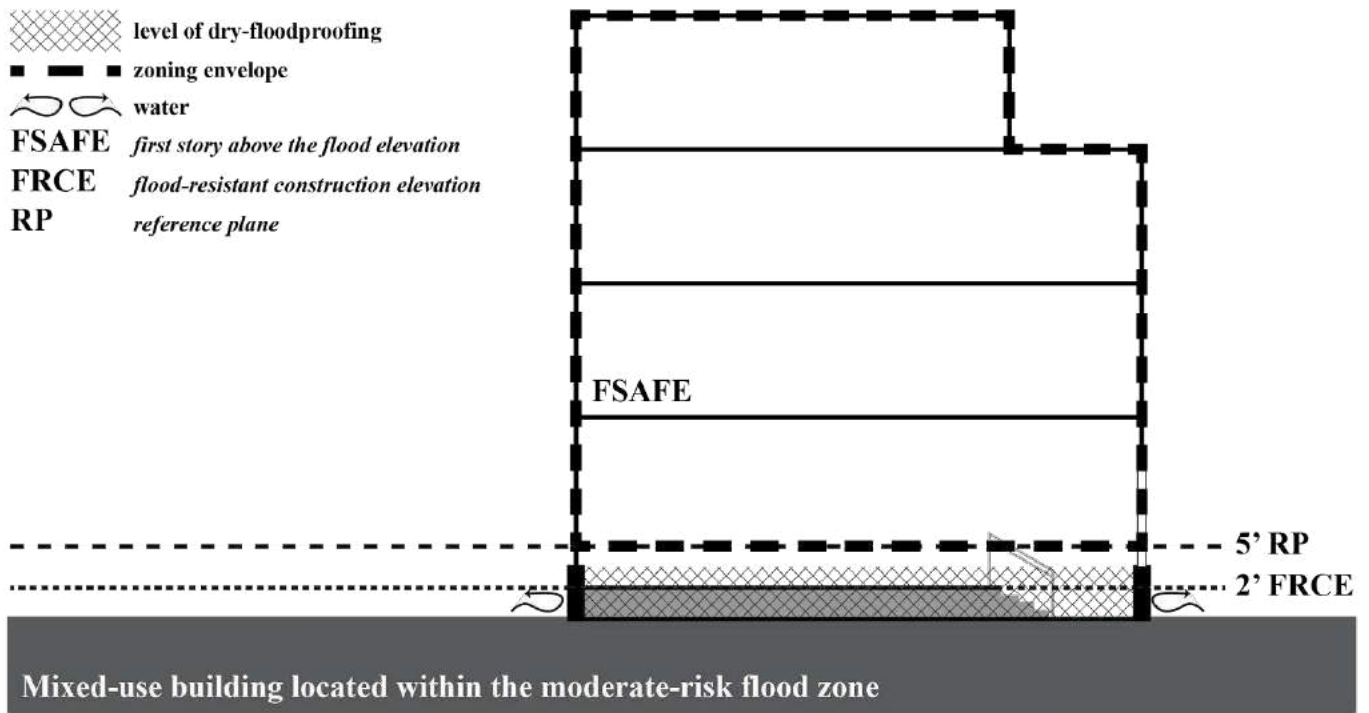 level of dry-floodproofing
zoning envelope
water
FSAFE first story above the flood elevation
FRCE flood-resistant construction elevation
RP reference plane
FSAFE
5’ RP
2’ FRCE
Mixed-use building located within the moderate-risk flood zone